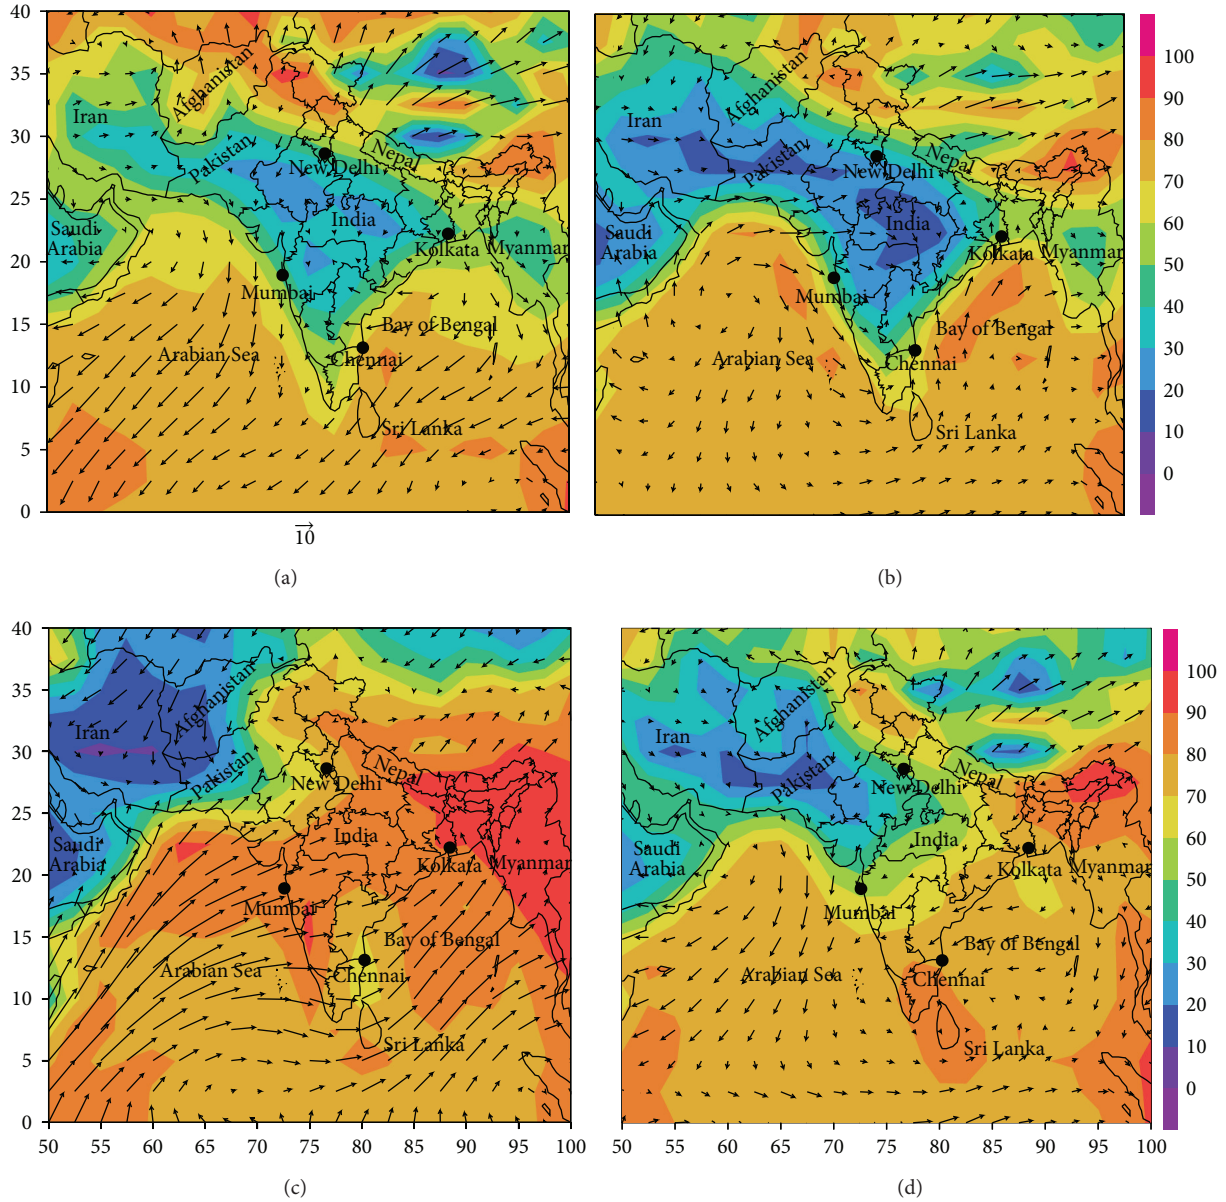 40
35
30
25
20
15
10
5
0
Afghanistan
Iran
Pakistan
Nepal
New Delhi
Saudi
Arabia
India
Kolkata
Myanmar
Mumbai
Bay of Bengal
Arabian Sea
Chennai
Sri Lanka
10
(a)
Afghanistan
Iran
Pakistan
Nepal
New Delhi
Saudi
Arabia
India
Kolkata
Myanmar
Mumbai
Bay of Bengal
Arabian Sea
Chennai
Sri Lanka
100
90
80
70
60
50
40
30
20
10
0
(b)
40
35
30
25
20
15
10
5
0
Afghanistan
Iran
Pakistan
Nepal
New Delhi
Saudi
Arabia
India
Kolkata
Myanmar
Mumbai
Bay of Bengal
Arabian Sea
Chennai
Sri Lanka
50 55 60 65 70 75 80 85 90 95 100
(c)
Afghanistan
Iran
Pakistan
Nepal
New Delhi
Saudi
Arabia
India
Kolkata
Myanmar
Mumbai
Bay of Bengal
Arabian Sea
Chennai
Sri Lanka
50 55 60 65 70 75 80 85 90 95 100
100
90
80
70
60
50
40
30
20
10
0
(d)